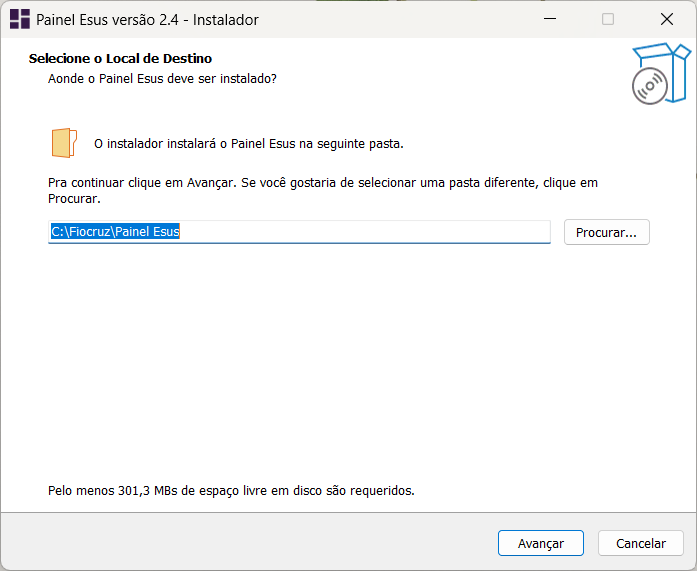 Painel Esus versão 2.4 - Instalador
Selecione o Local de Destino
Aonde o Painel Esus deve ser instalado?
O instalador instalará o Painel Esus na seguinte pasta.
Pra continuar clique em Avançar. Se você gostaria de selecionar uma pasta diferente, clique em
Procurar.
C:\Fiocruz\Painel Esus
Procurar...
Pelo menos 301,3 MBs de espaço livre em disco são requeridos.
Avançar
Cancelar